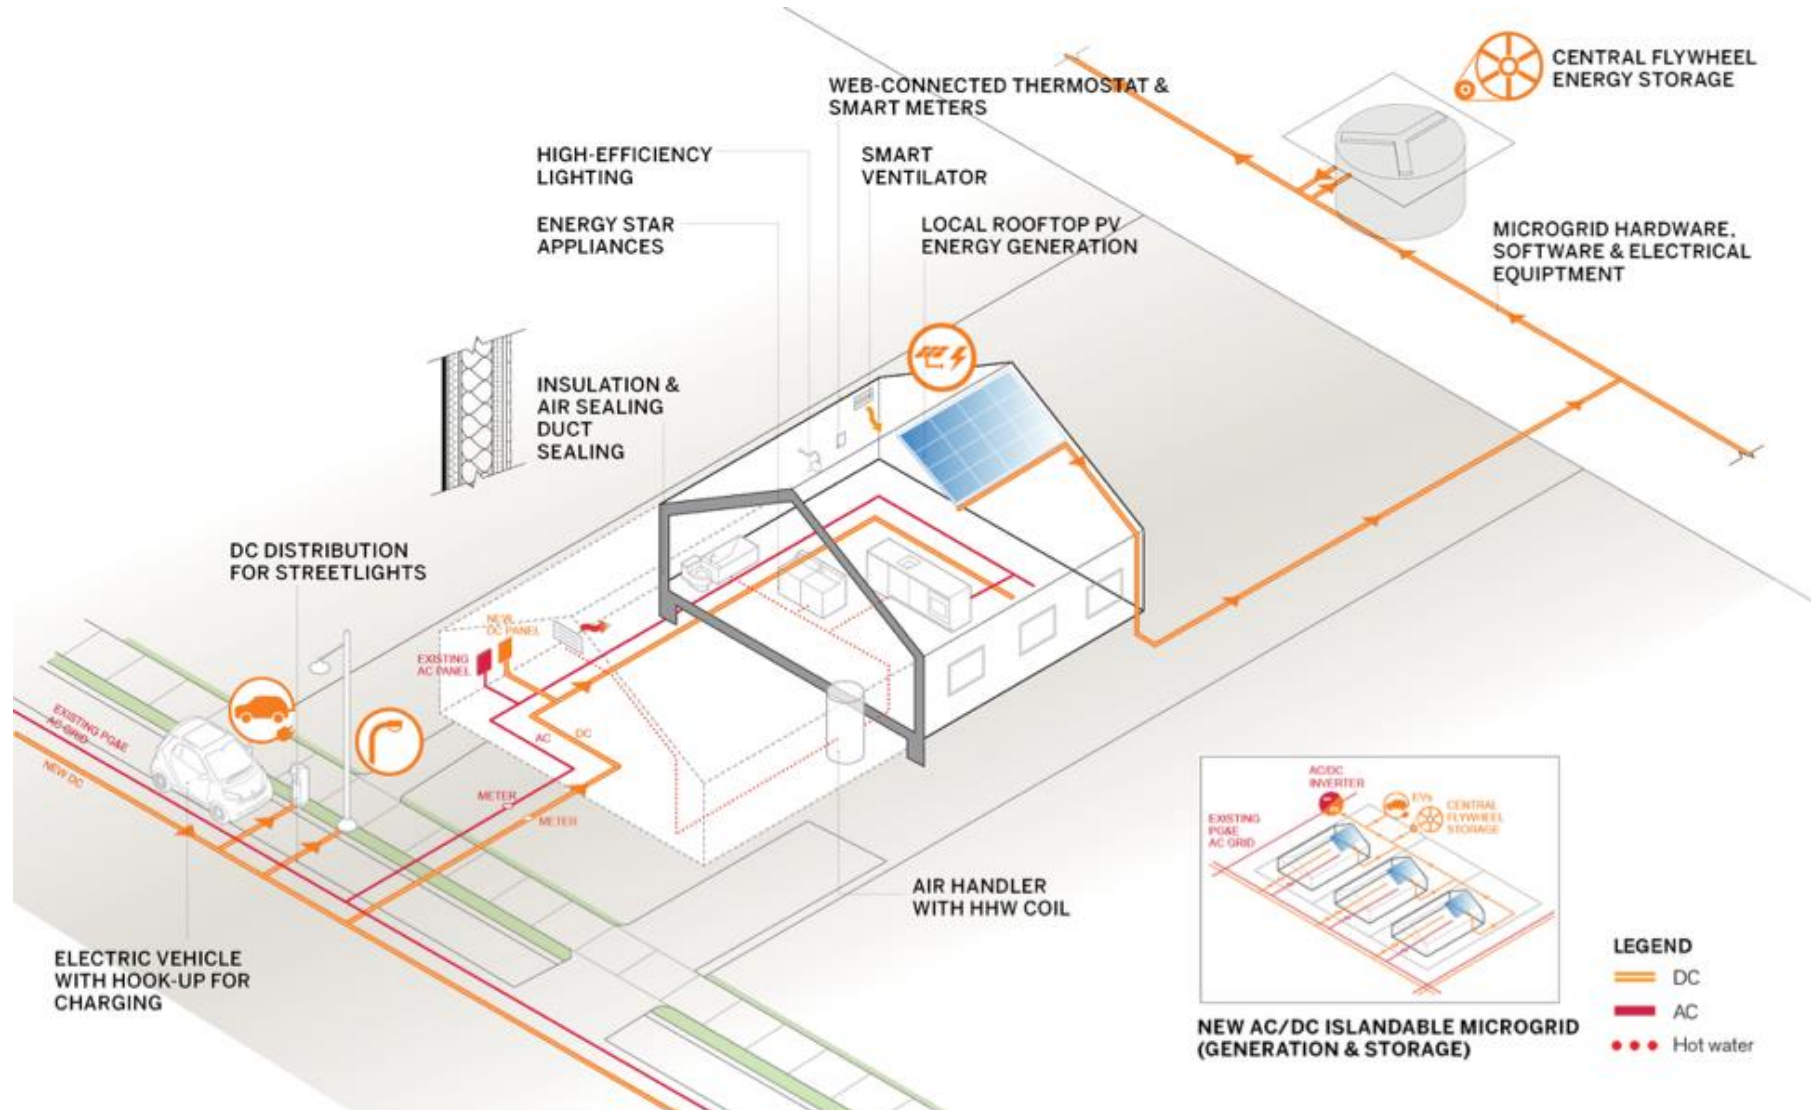 CENTRAL FLYWHEEL
ENERGY STORAGE
WEB-CONNECTED THERMOSTAT &
SMART METERS
HIGH-EFFICIENCY
LIGHTING
SMART
VENTILATOR
ENERGY STAR
APPLIANCES
LOCAL ROOFTOP PV
ENERGY GENERATION
MICROGRID HARDWARE,
SOFTWARE & ELECTRICAL
EQUIPTMENT
INSULATION &
AIR SEALING
DUCT
SEALING
DC DISTRIBUTION
FOR STREETLIGHTS
NEW
DC PANEL
EXISTING
AC PANEL
EXISTING PG&E
AC GRID
NEW DC
AC
DC
METER
METER
AIR HANDLER
WITH HHW COIL
ELECTRIC VEHICLE
WITH HOOK-UP FOR
CHARGING
AC/DC
INVERTER
EVs
CENTRAL
FLYWHEEL
STORAGE
EXISTING
PG&E
AC GRID
NEW AC/DC ISLANDABLE MICROGRID
(GENERATION & STORAGE)
LEGEND
DC
AC
Hot water